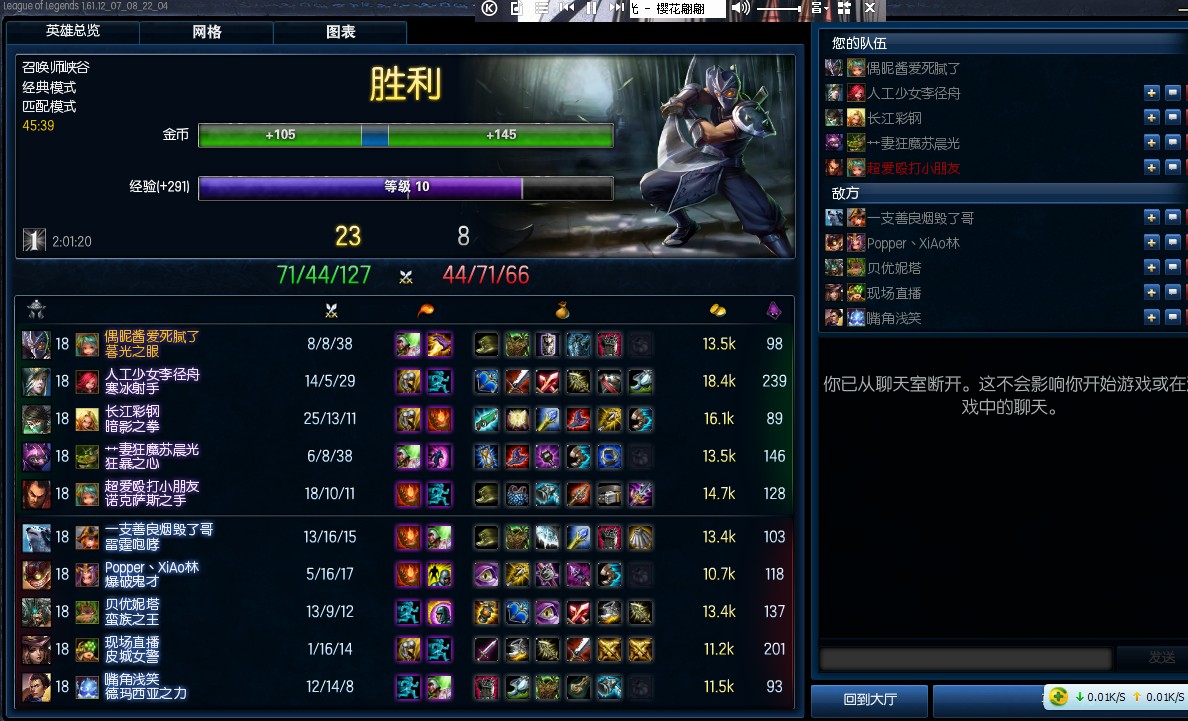 League of Legends 1.61.12_07_08_22_04
飞 - 樱花翩翩
英雄总览 网格 图表
召唤师峡谷
经典模式
匹配模式
45:39
胜利
金币 +105 +145
经验(+291) 等级 10
2:01:20
23 8
71/44/127 44/71/66
偶昵酱爱死腻了
18 8/8/38 13.5k 98
暮光之眼
人工少女李径舟
18 14/5/29 18.4k 239
寒冰射手
长江彩钢
18 25/13/11 16.1k 89
暗影之拳
艹妻狂魔苏晨光
18 6/8/38 13.5k 146
狂暴之心
超爱殴打小朋友
18 18/10/11 14.7k 128
诺克萨斯之手
一支善良烟毁了哥
18 13/16/15 13.4k 103
雷霆咆哮
Popper丶XiAo林
18 5/16/17 10.7k 118
爆破鬼才
贝优妮塔
18 13/9/12 13.4k 137
蛮族之王
现场直播
18 1/16/14 11.2k 201
皮城女警
嘴角浅笑
18 12/14/8 11.5k 93
德玛西亚之力
您的队伍
偶昵酱爱死腻了
人工少女李径舟
长江彩钢
艹妻狂魔苏晨光
超爱殴打小朋友
敌方
一支善良烟毁了哥
Popper丶XiAo林
贝优妮塔
现场直播
嘴角浅笑
你已从聊天室断开。这不会影响你开始游戏或在
戏中的聊天。
发送
回到大厅
0.01K/S 0.01K/S